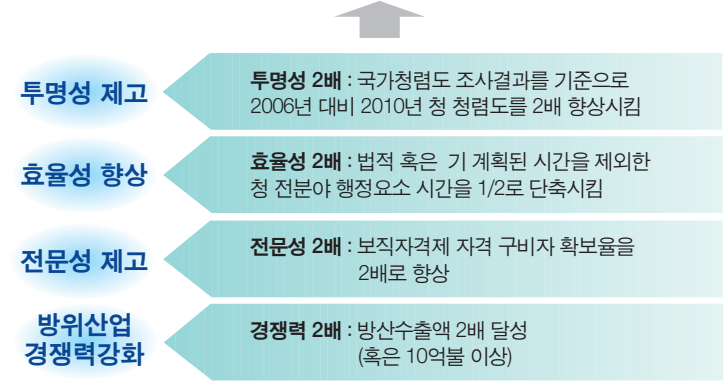 투명성 제고
투명성 2배 : 국가청렴도 조사결과를 기준으로
2006년 대비 2010년 청 청렴도를 2배 향상시킴
효율성 향상
효율성 2배 : 법적 혹은 기 계획된 시간을 제외한
청 전분야 행정요소 시간을 1/2로 단축시킴
전문성 제고
전문성 2배 : 보직자격제 자격 구비자 확보율을
2배로 향상
방위산업
경쟁력강화
경쟁력 2배 : 방산수출액 2배 달성
(혹은 10억불 이상)